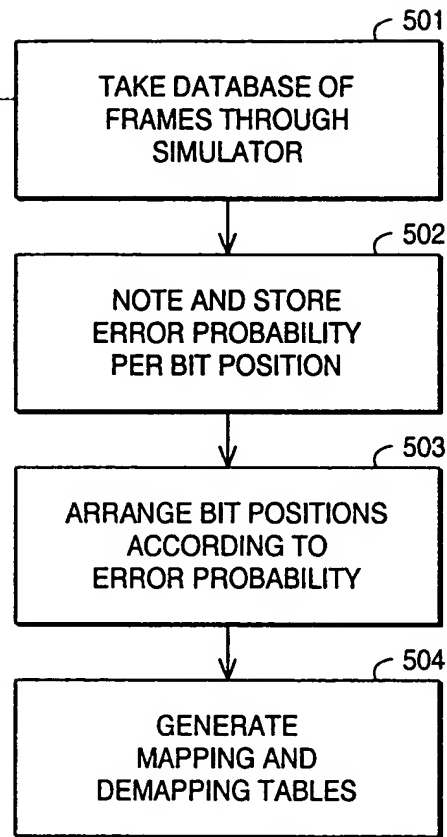 501
TAKE DATABASE OF
FRAMES THROUGH
SIMULATOR
502
NOTE AND STORE
ERROR PROBABILITY
PER BIT POSITION
503
ARRANGE BIT POSITIONS
ACCORDING TO
ERROR PROBABILITY
504
GENERATE
MAPPING AND
DEMAPPING TABLES